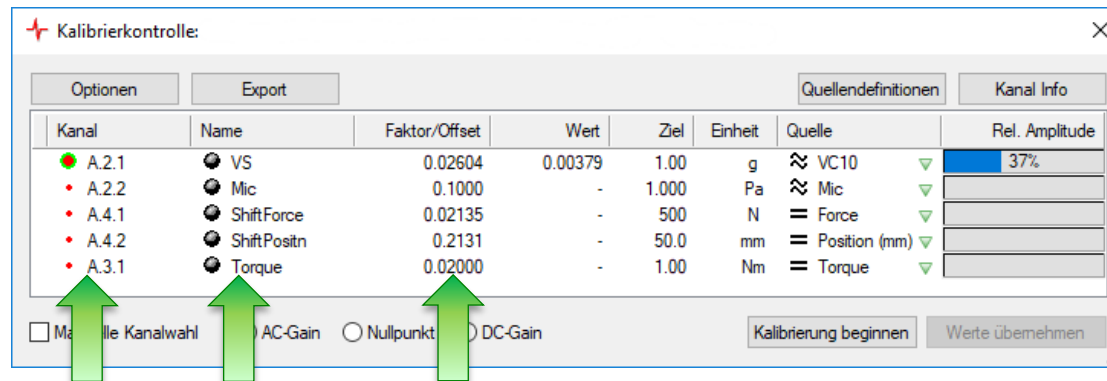 Kalibrierkontrolle:
Optionen Export Quellendefinitionen Kanal Info
Kanal Name Faktor/Offset Wert Ziel Einheit Quelle Rel. Amplitude
A.2.1 VS 0.02604 0.00379 1.00 g VC10 37%
A.2.2 Mic 0.1000 - 1.000 Pa Mic
A.4.1 ShiftForce 0.02135 - 500 N Force
A.4.2 ShiftPositn 0.2131 - 50.0 mm Position (mm)
A.3.1 Torque 0.02000 - 1.00 Nm Torque
Kanalwahl AC-Gain Nullpunkt DC-Gain Kalibrierung beginnen Werte übernehmen